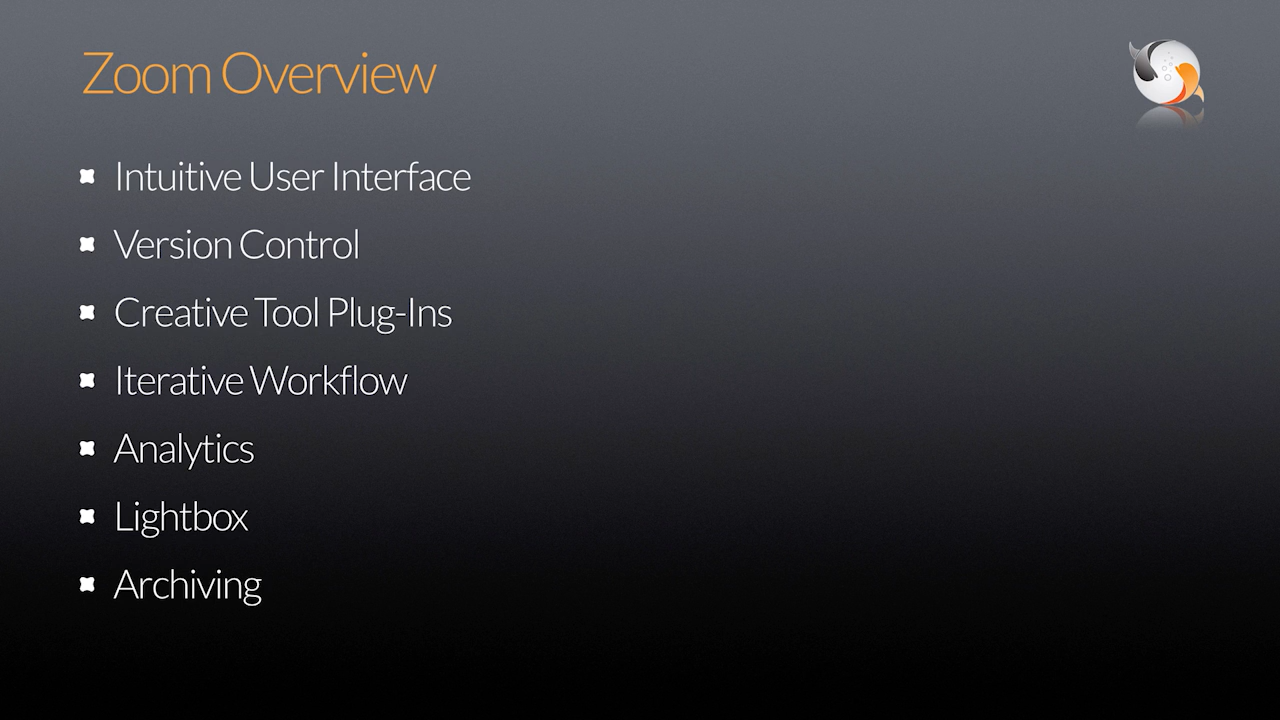 Zoom Overview
Intuitive User Interface
Version Control
Creative Tool Plug-Ins
Iterative Workflow
Analytics
Lightbox
Archiving